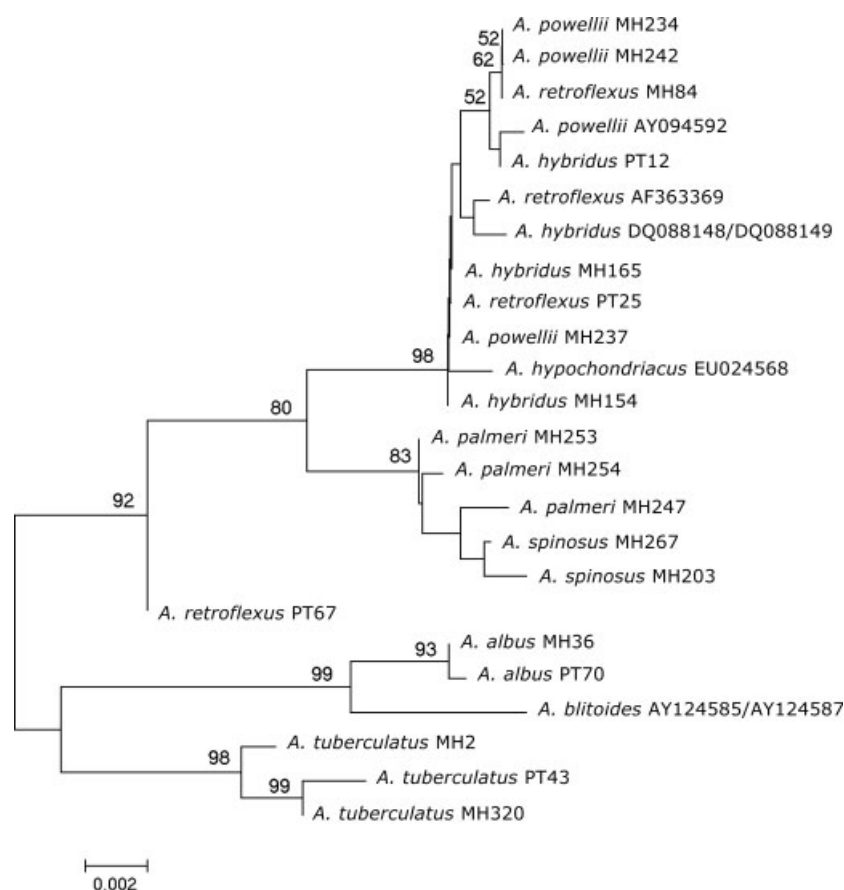 A. powellii MH234
52
A. powellii MH242
62
A. retroflexus MH84
52
A. powellii AY094592
A. hybridus PT12
A. retroflexus AF363369
A. hybridus DQ088148/DQ088149
A. hybridus MH165
A. retroflexus PT25
A. powellii MH237
98
A. hypochondriacus EU024568
A. hybridus MH154
80
A. palmeri MH253
83
A. palmeri MH254
92
A. palmeri MH247
A. spinosus MH267
A. spinosus MH203
A. retroflexus PT67
A. albus MH36
93
99
A. albus PT70
A. blitoides AY124585/AY124587
A. tuberculatus MH2
98
A. tuberculatus PT43
99
A. tuberculatus MH320
0.002